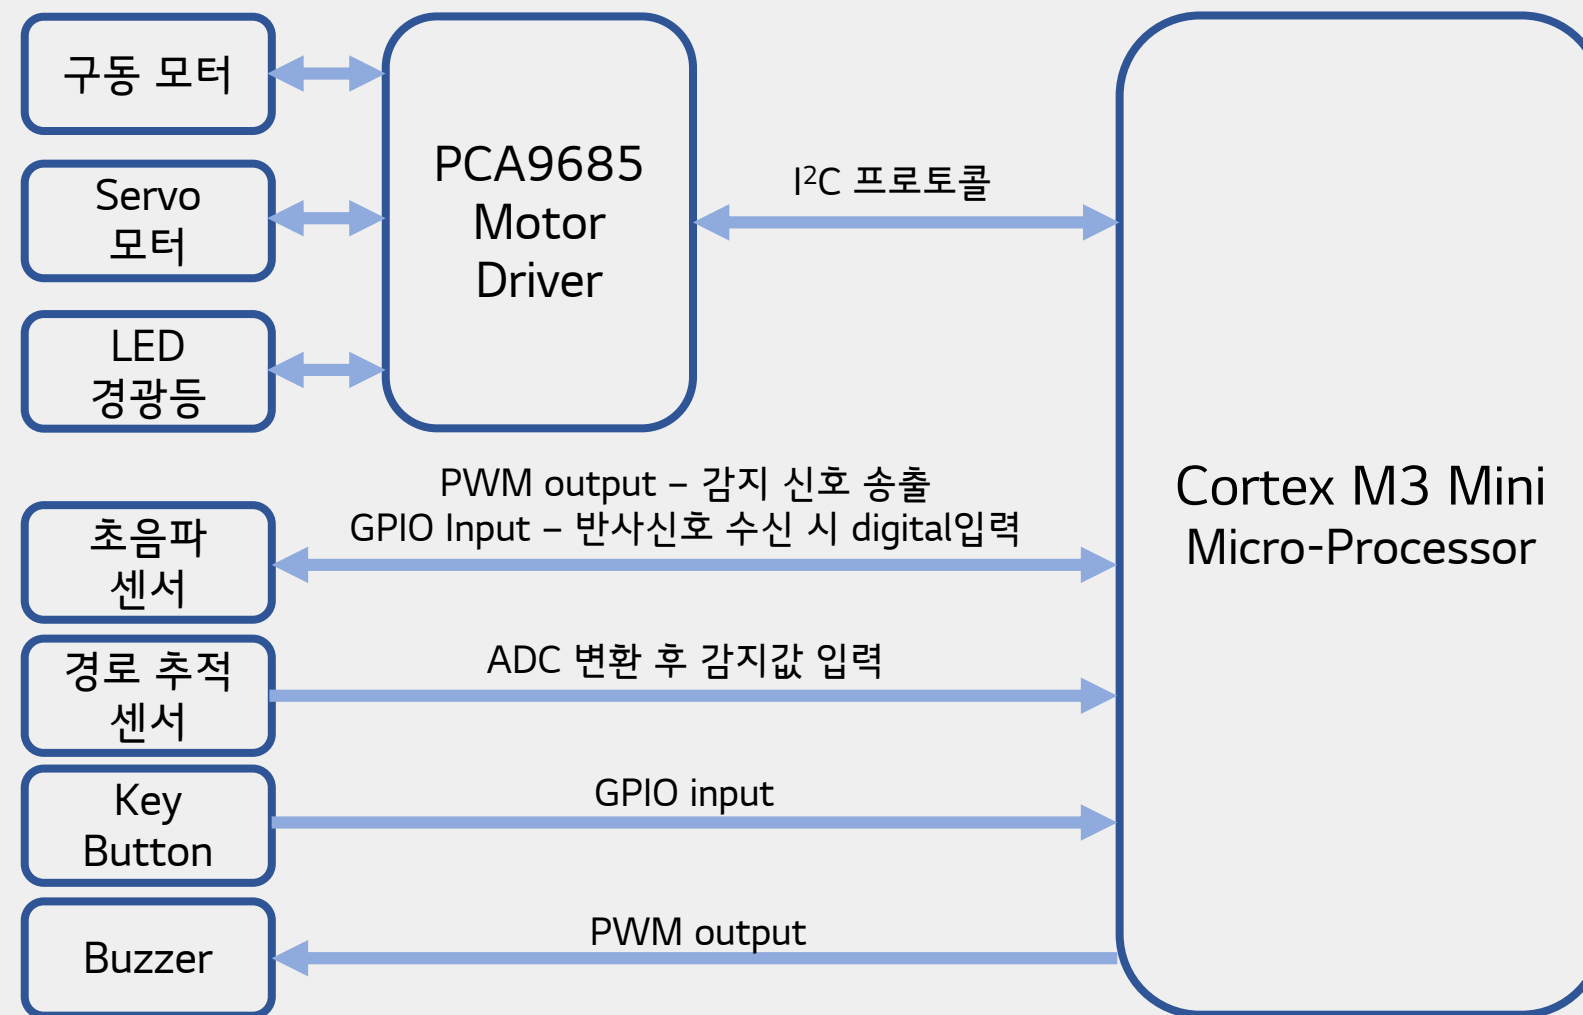 구동 모터
Servo
모터
LED
경광등
PCA9685
Motor
Driver
I²C 프로토콜
PWM output – 감지 신호 송출
GPIO Input – 반사신호 수신 시 digital입력
초음파
센서
ADC 변환 후 감지값 입력
경로 추적
센서
GPIO input
Key
Button
PWM output
Buzzer
Cortex M3 Mini
Micro-Processor